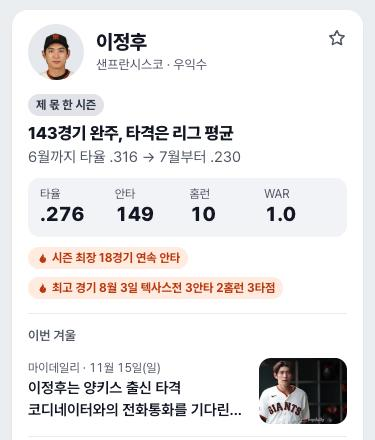 이정후
샌프란시스코 · 우익수
제 몫 한 시즌
143경기 완주, 타격은 리그 평균
6월까지 타율 .316 → 7월부터 .230
타율 안타 홈런 WAR
.276 149 10 1.0
시즌 최장 18경기 연속 안타
최고 경기 8월 3일 텍사스전 3안타 2홈런 3타점
이번 겨울
마이데일리 · 11월 15일(일)
이정후는 양키스 출신 타격
코디네이터와의 전화통화를 기다린...
GIANTS